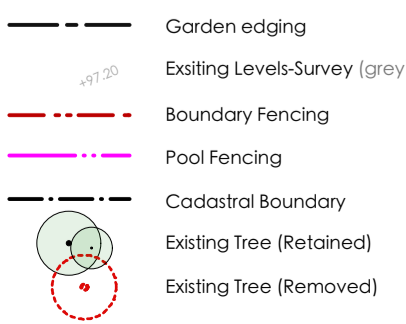 Garden edging
+97.20 Exsiting Levels-Survey (grey
Boundary Fencing
Pool Fencing
Cadastral Boundary
Existing Tree (Retained)
Existing Tree (Removed)